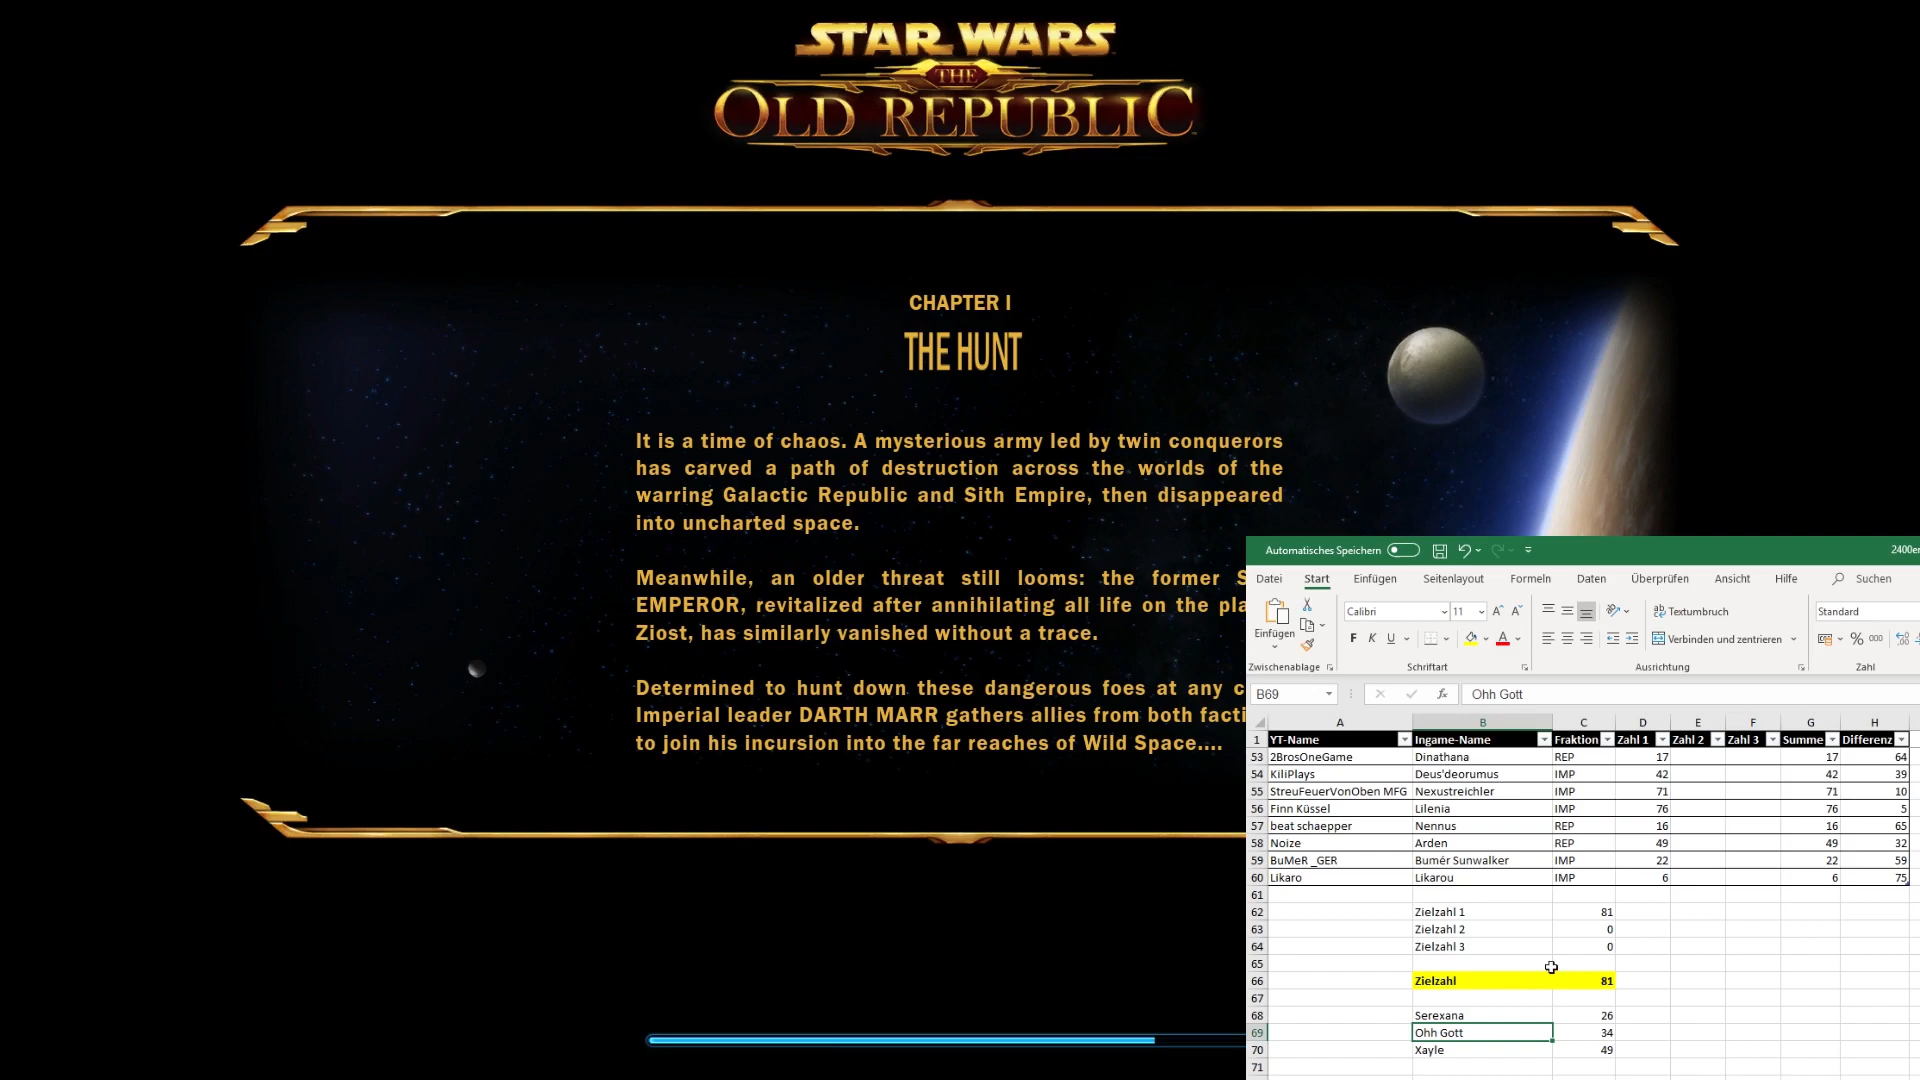 STAR WARS
THE
OLD REPUBLIC
CHAPTER I
THE HUNT
It is a time of chaos. A mysterious army led by twin conquerors
has carved a path of destruction across the worlds of the
warring Galactic Republic and Sith Empire, then disappeared
into uncharted space.
Meanwhile, an older threat still looms: the former S
EMPEROR, revitalized after annihilating all life on the pla
Ziost, has similarly vanished without a trace.
Determined to hunt down these dangerous foes at any c
Imperial leader DARTH MARR gathers allies from both facti
to join his incursion into the far reaches of Wild Space....
Automatisches Speichern 2400er
Datei Start Einfügen Seitenlayout Formeln Daten Überprüfen Ansicht Hilfe Suchen
Calibri 11 Textumbruch Standard
Einfügen F K U A Verbinden und zentrieren % 000
Zwischenablage Schriftart Ausrichtung Zahl
B69 fx Ohh Gott
A B C D E F G H
1 YT-Name Ingame-Name Fraktion Zahl 1 Zahl 2 Zahl 3 Summe Differenz
53 2BrosOneGame Dinathana REP 17 17 64
54 KiliPlays Deus'deorumus IMP 42 42 39
55 StreuFeuerVonOben MFG Nexustreichler IMP 71 71 10
56 Finn Küssel Lilenia IMP 76 76 5
57 beat schaepper Nennus REP 16 16 65
58 Noize Arden REP 49 49 32
59 BuMeR _GER Bumér Sunwalker IMP 22 22 59
60 Likaro Likarou IMP 6 6 75
61
62 Zielzahl 1 81
63 Zielzahl 2 0
64 Zielzahl 3 0
65
66 Zielzahl 81
67
68 Serexana 26
69 Ohh Gott 34
70 Xayle 49
71